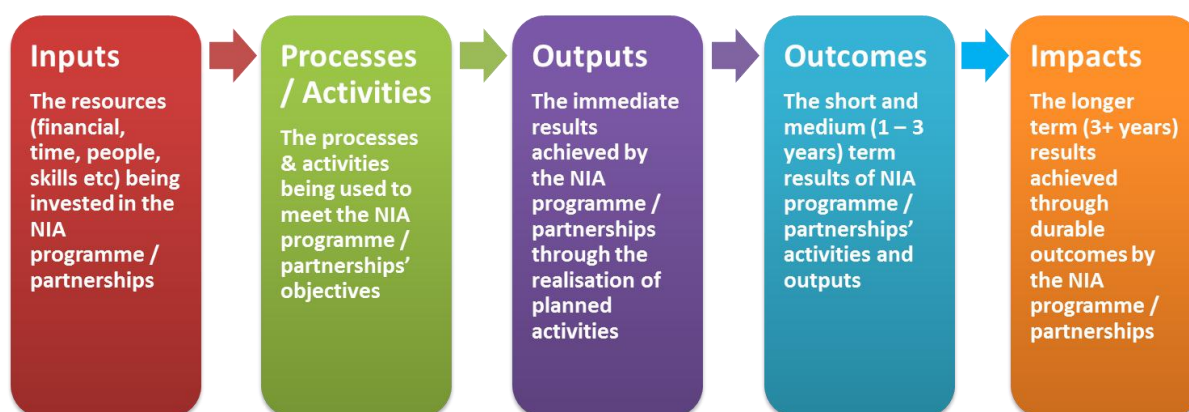 Inputs
The resources
(financial,
time, people,
skills etc) being
invested in the
NIA
programme /
partnerships
Processes
/ Activities
The processes
& activities
being used to
meet the NIA
programme /
partnerships’
objectives
Outputs
The immediate
results
achieved by
the NIA
programme /
partnerships
through the
realisation of
planned
activities
Outcomes
The short and
medium (1 – 3
years) term
results of NIA
programme /
partnerships’
activities and
outputs
Impacts
The longer
term (3+ years)
results
achieved
through
durable
outcomes by
the NIA
programme /
partnerships